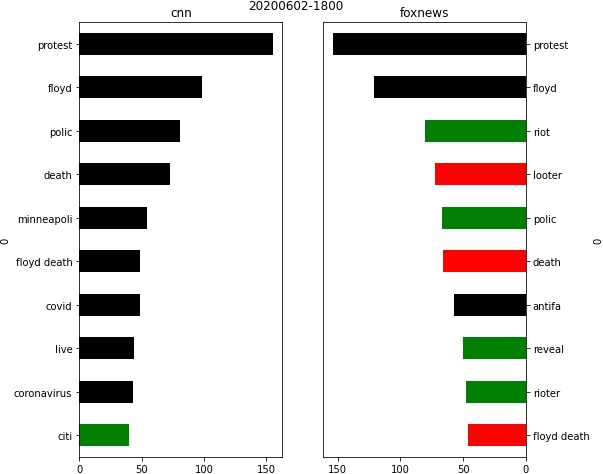 20200602-1800
cnn
foxnews
protest
floyd
polic
death
minneapoli
floyd death
covid
live
coronavirus
citi
0 50 100 150
0
protest
floyd
riot
looter
polic
death
antifa
reveal
rioter
floyd death
150 100 50 0
0